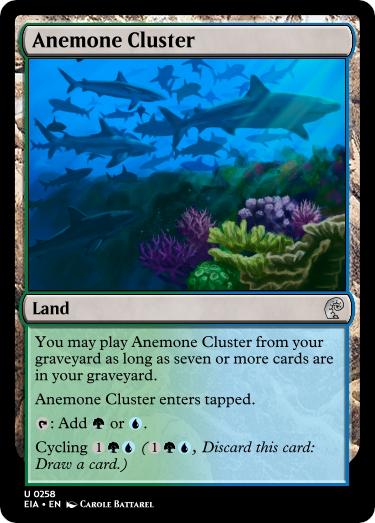 Anemone Cluster
Land
You may play Anemone Cluster from your
graveyard as long as seven or more cards are
in your graveyard.
Anemone Cluster enters tapped.
: Add or .
Cycling 1 (1 , Discard this card:
Draw a card.)
U 0258
EIA • EN Carole Battarel